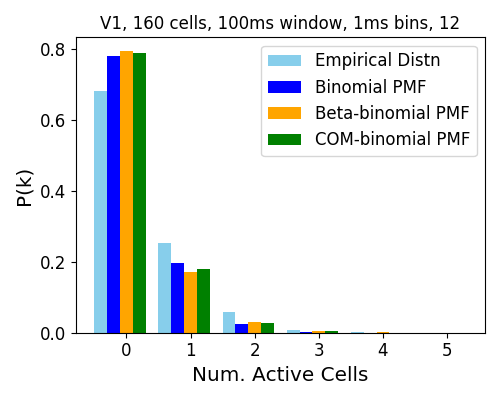 V1, 160 cells, 100ms window, 1ms bins, 12
Empirical Distn
Binomial PMF
Beta-binomial PMF
COM-binomial PMF
P(k)
0.8
0.6
0.4
0.2
0.0
0 1 2 3 4 5
Num. Active Cells